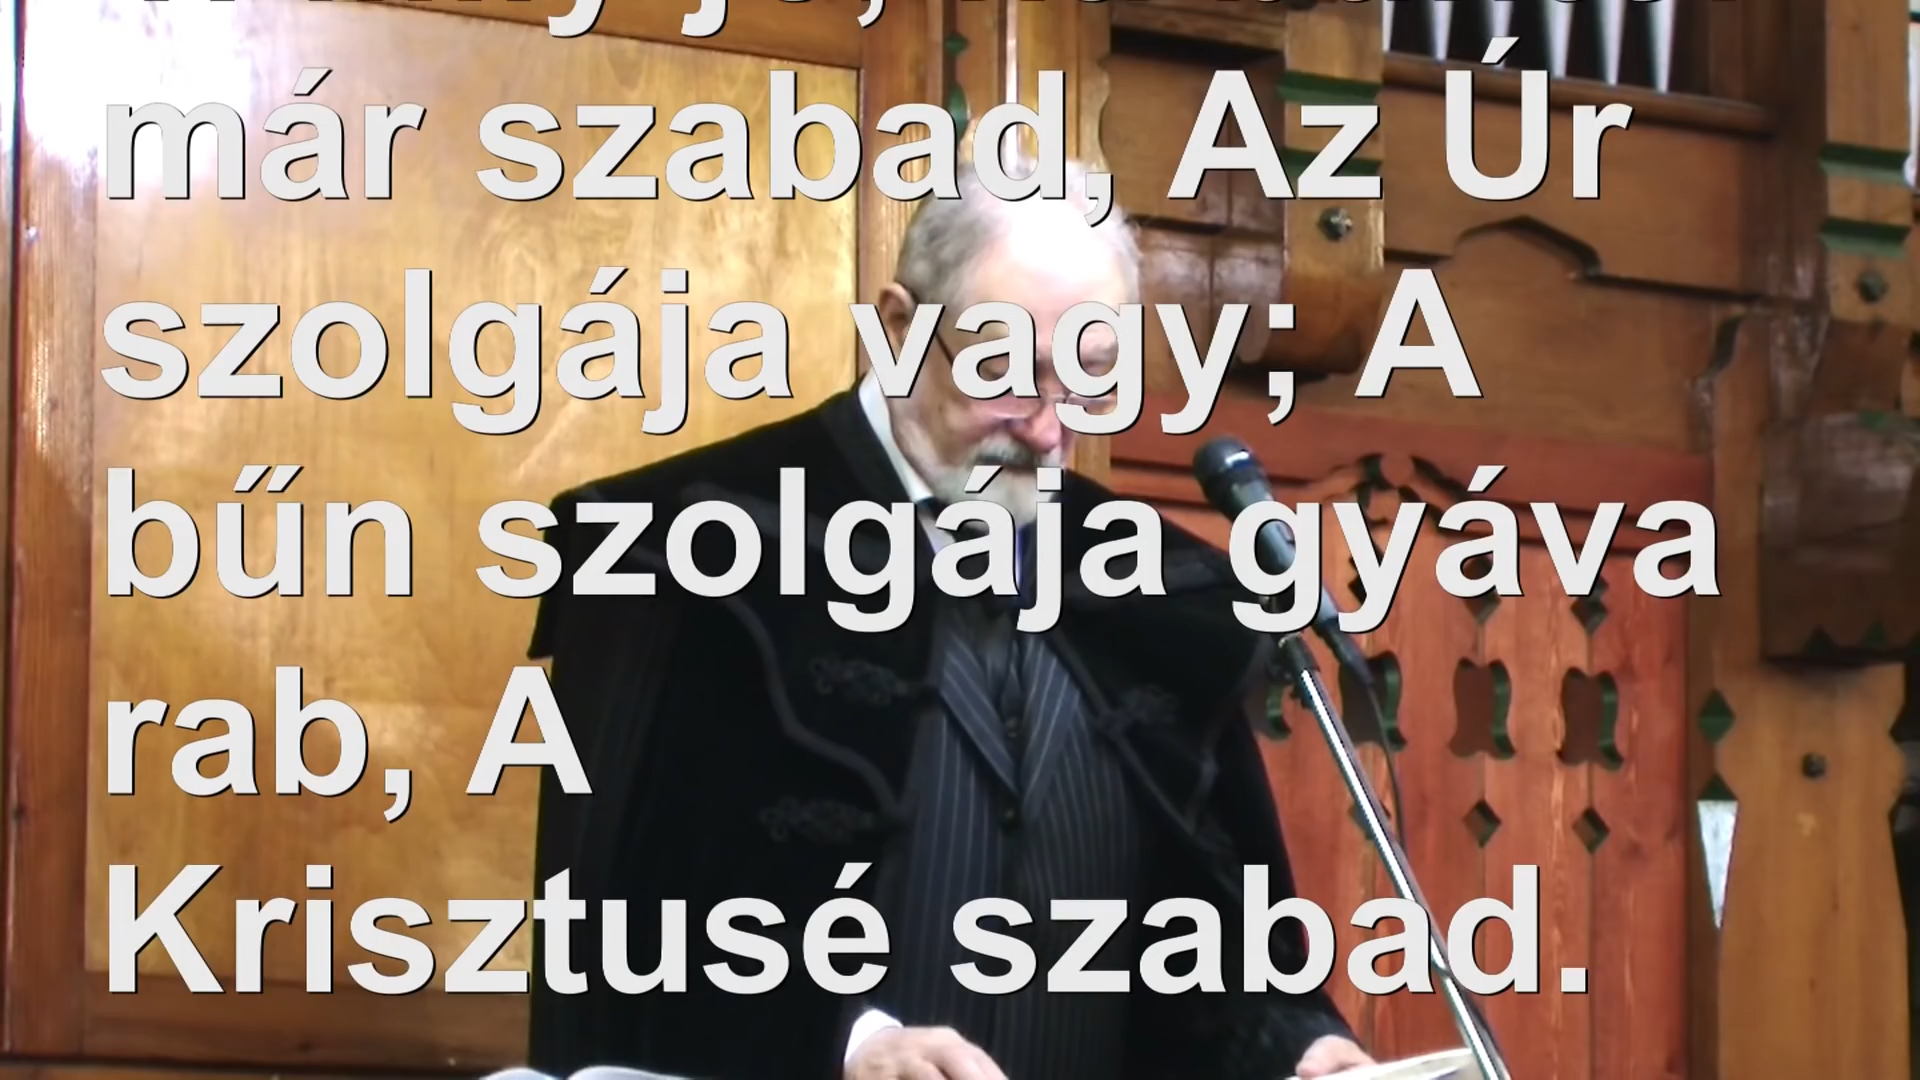 már szabad, Az Úr
szolgája vagy; A
bűn szolgája gyáva
rab, A
Krisztusé szabad.